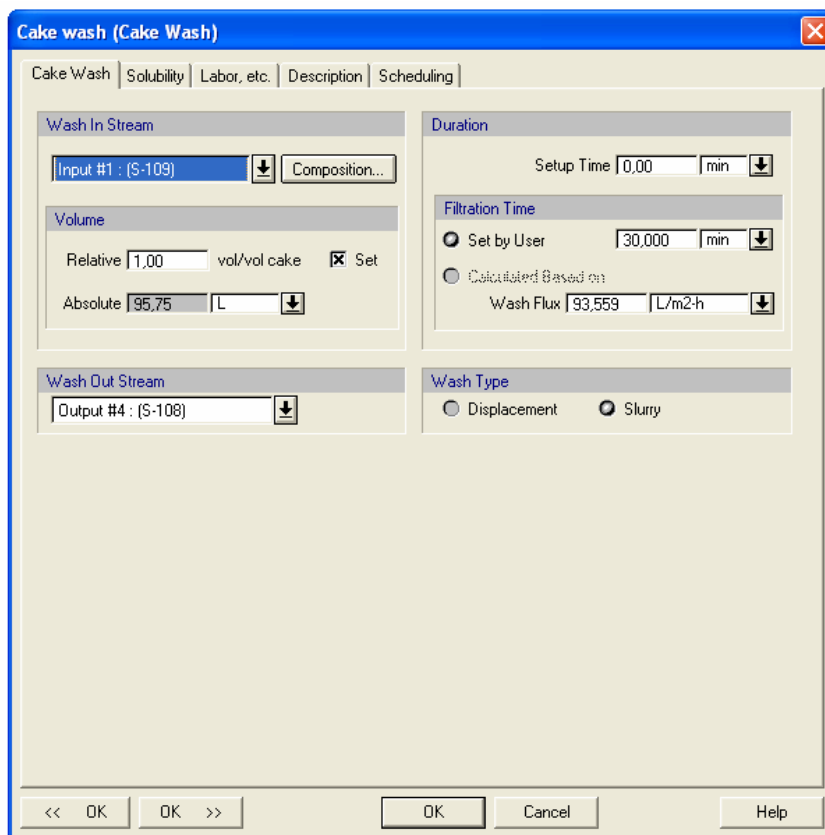 Cake wash (Cake Wash)
Cake Wash Solubility Labor, etc. Description Scheduling
Wash In Stream
Input #1 : (S-109) Composition...
Volume
Relative 1,00 vol/vol cake Set
Absolute 95,75 L
Wash Out Stream
Output #4 : (S-108)
Duration
Setup Time 0,00 min
Filtration Time
Set by User 30,000 min
Calculated Based on
Wash Flux 93,559 L/m2-h
Wash Type
Displacement Slurry
<< OK OK >> OK Cancel Help